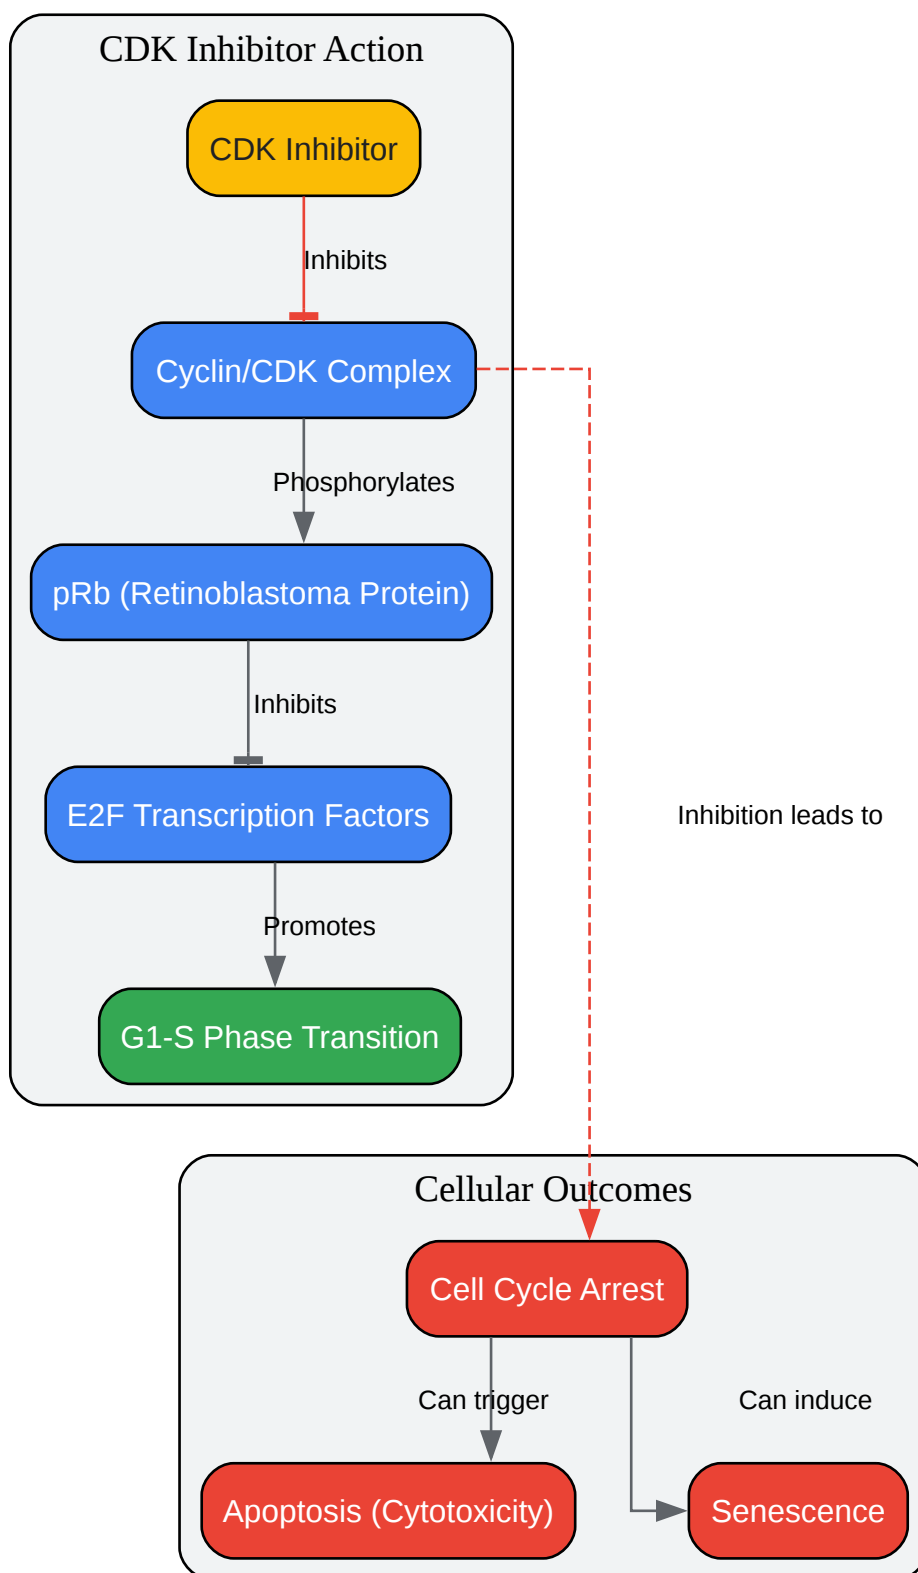 CDK Inhibitor Action
CDK Inhibitor
Inhibits
Cyclin/CDK Complex
Phosphorylates
pRb (Retinoblastoma Protein)
Inhibits
E2F Transcription Factors
Inhibition leads to
Promotes
G1-S Phase Transition
Cellular Outcomes
Cell Cycle Arrest
Can trigger
Can induce
Apoptosis (Cytotoxicity)
Senescence